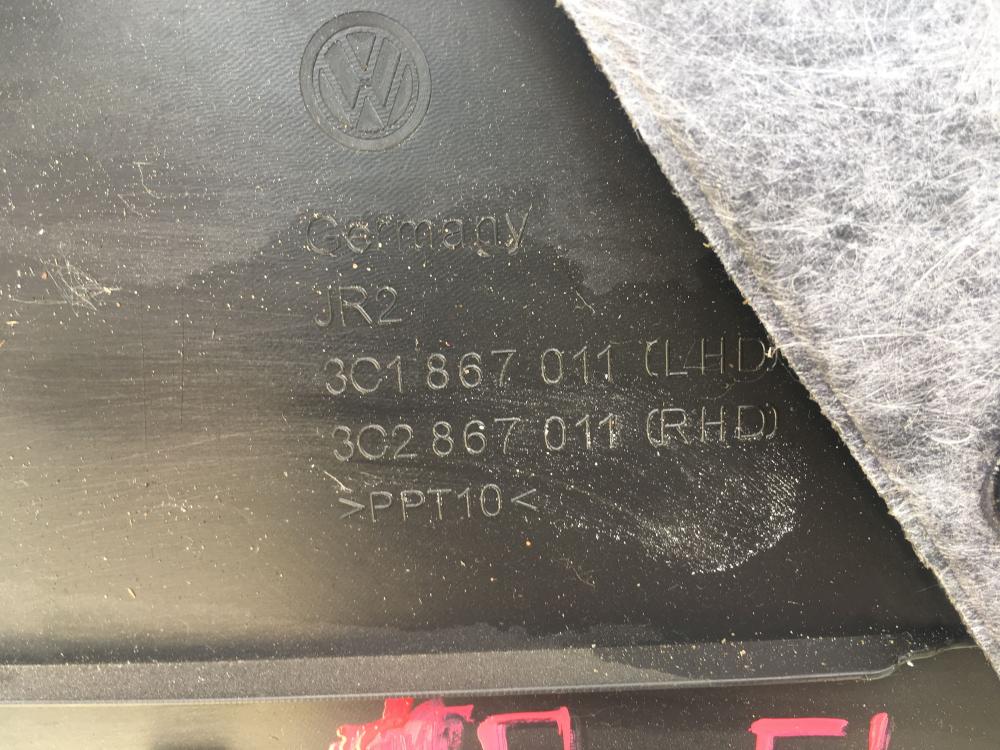 Germany
JR2
3C1 867 011 (LHD)
3C2 867 011 (RHD)
>PPT10<